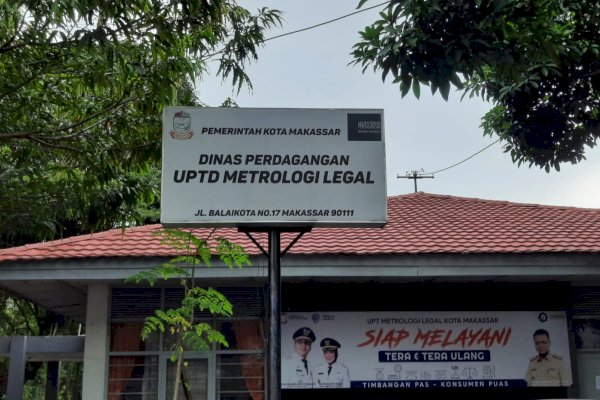 PEMERINTAH KOTA MAKASSAR
DINAS PERDAGANGAN
UPTD METROLOGI LEGAL
JL. BALAIKOTA NO.17 MAKASSAR 90111
UPT METROLOGI LEGAL KOTA MAKASSAR
SIAP MELAYANI
TERA & TERA ULANG
TIMBANGAN PAS - KONSUMEN PUAS